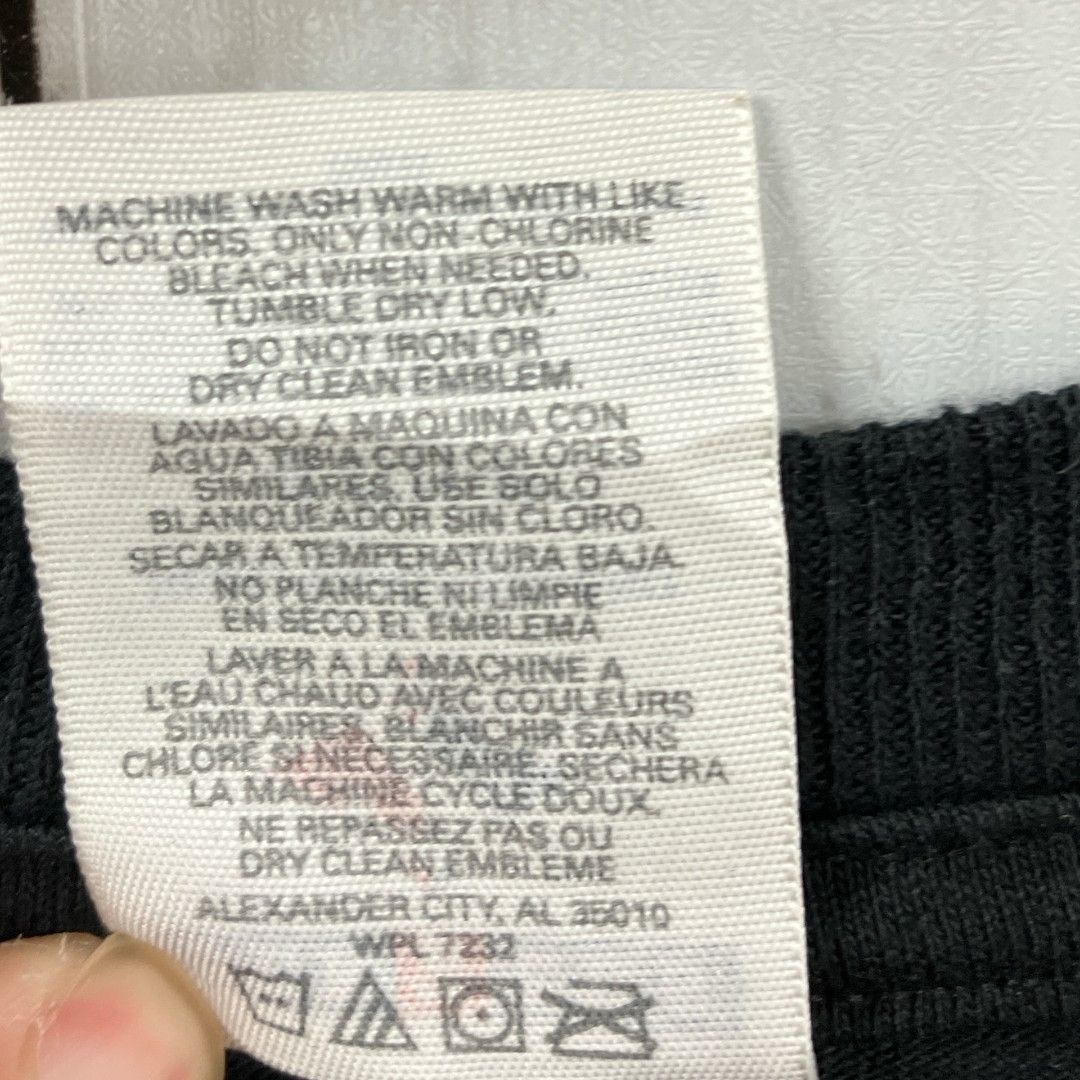 MACHINE WASH WARM WITH LIKE
COLORS. ONLY NON-CHLORINE
BLEACH WHEN NEEDED.
TUMBLE DRY LOW.
DO NOT IRON OR
DRY CLEAN EMBLEM.
LAVADO A MAQUINA CON
AGUA TIBIA CON COLORES
SIMILARES. USE SOLO
BLANQUEADOR SIN CLORO.
SECAR A TEMPERATURA BAJA
NO PLANCHE NI LIMPIE
EN SECO EL EMBLEMA
LAVER A LA MACHINE A
L'EAU CHAUD AVEC COULEURS
SIMILAIRES. BLANCHIR SANS
CHLORE SI NECESSAIRE. SECHERA
LA MACHINE CYCLE DOUX.
NE REPASSEZ PAS OU
DRY CLEAN EMBLEME
ALEXANDER CITY, AL 35010
WPL 7232